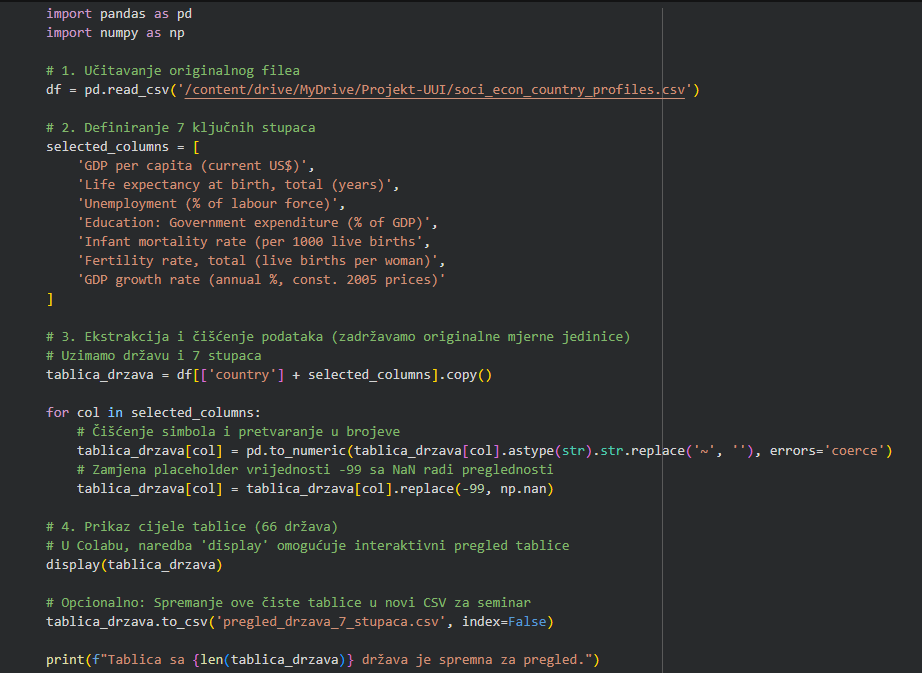 import pandas as pd
import numpy as np
# 1. Učitavanje originalnog filea
df = pd.read_csv('/content/drive/MyDrive/Projekt-UUI/soci_econ_country_profiles.csv')
# 2. Definiranje 7 ključnih stupaca
selected_columns = [
    'GDP per capita (current US$)',
    'Life expectancy at birth, total (years)',
    'Unemployment (% of labour force)',
    'Education: Government expenditure (% of GDP)',
    'Infant mortality rate (per 1000 live births',
    'Fertility rate, total (live births per woman)',
    'GDP growth rate (annual %, const. 2005 prices)'
]
# 3. Ekstrakcija i čišćenje podataka (zadržavamo originalne mjerne jedinice)
# Uzimamo državu i 7 stupaca
tablica_drzava = df[['country'] + selected_columns].copy()
for col in selected_columns:
    # Čišćenje simbola i pretvaranje u brojeve
    tablica_drzava[col] = pd.to_numeric(tablica_drzava[col].astype(str).str.replace('~', ''), errors='coerce')
    # Zamjena placeholder vrijednosti -99 sa NaN radi preglednosti
    tablica_drzava[col] = tablica_drzava[col].replace(-99, np.nan)
# 4. Prikaz cijele tablice (66 država)
# U Colabu, naredba 'display' omogućuje interaktivni pregled tablice
display(tablica_drzava)
# Opcionalno: Spremanje ove čiste tablice u novi CSV za seminar
tablica_drzava.to_csv('pregled_drzava_7_stupaca.csv', index=False)
print(f"Tablica sa {len(tablica_drzava)} država je spremna za pregled.")